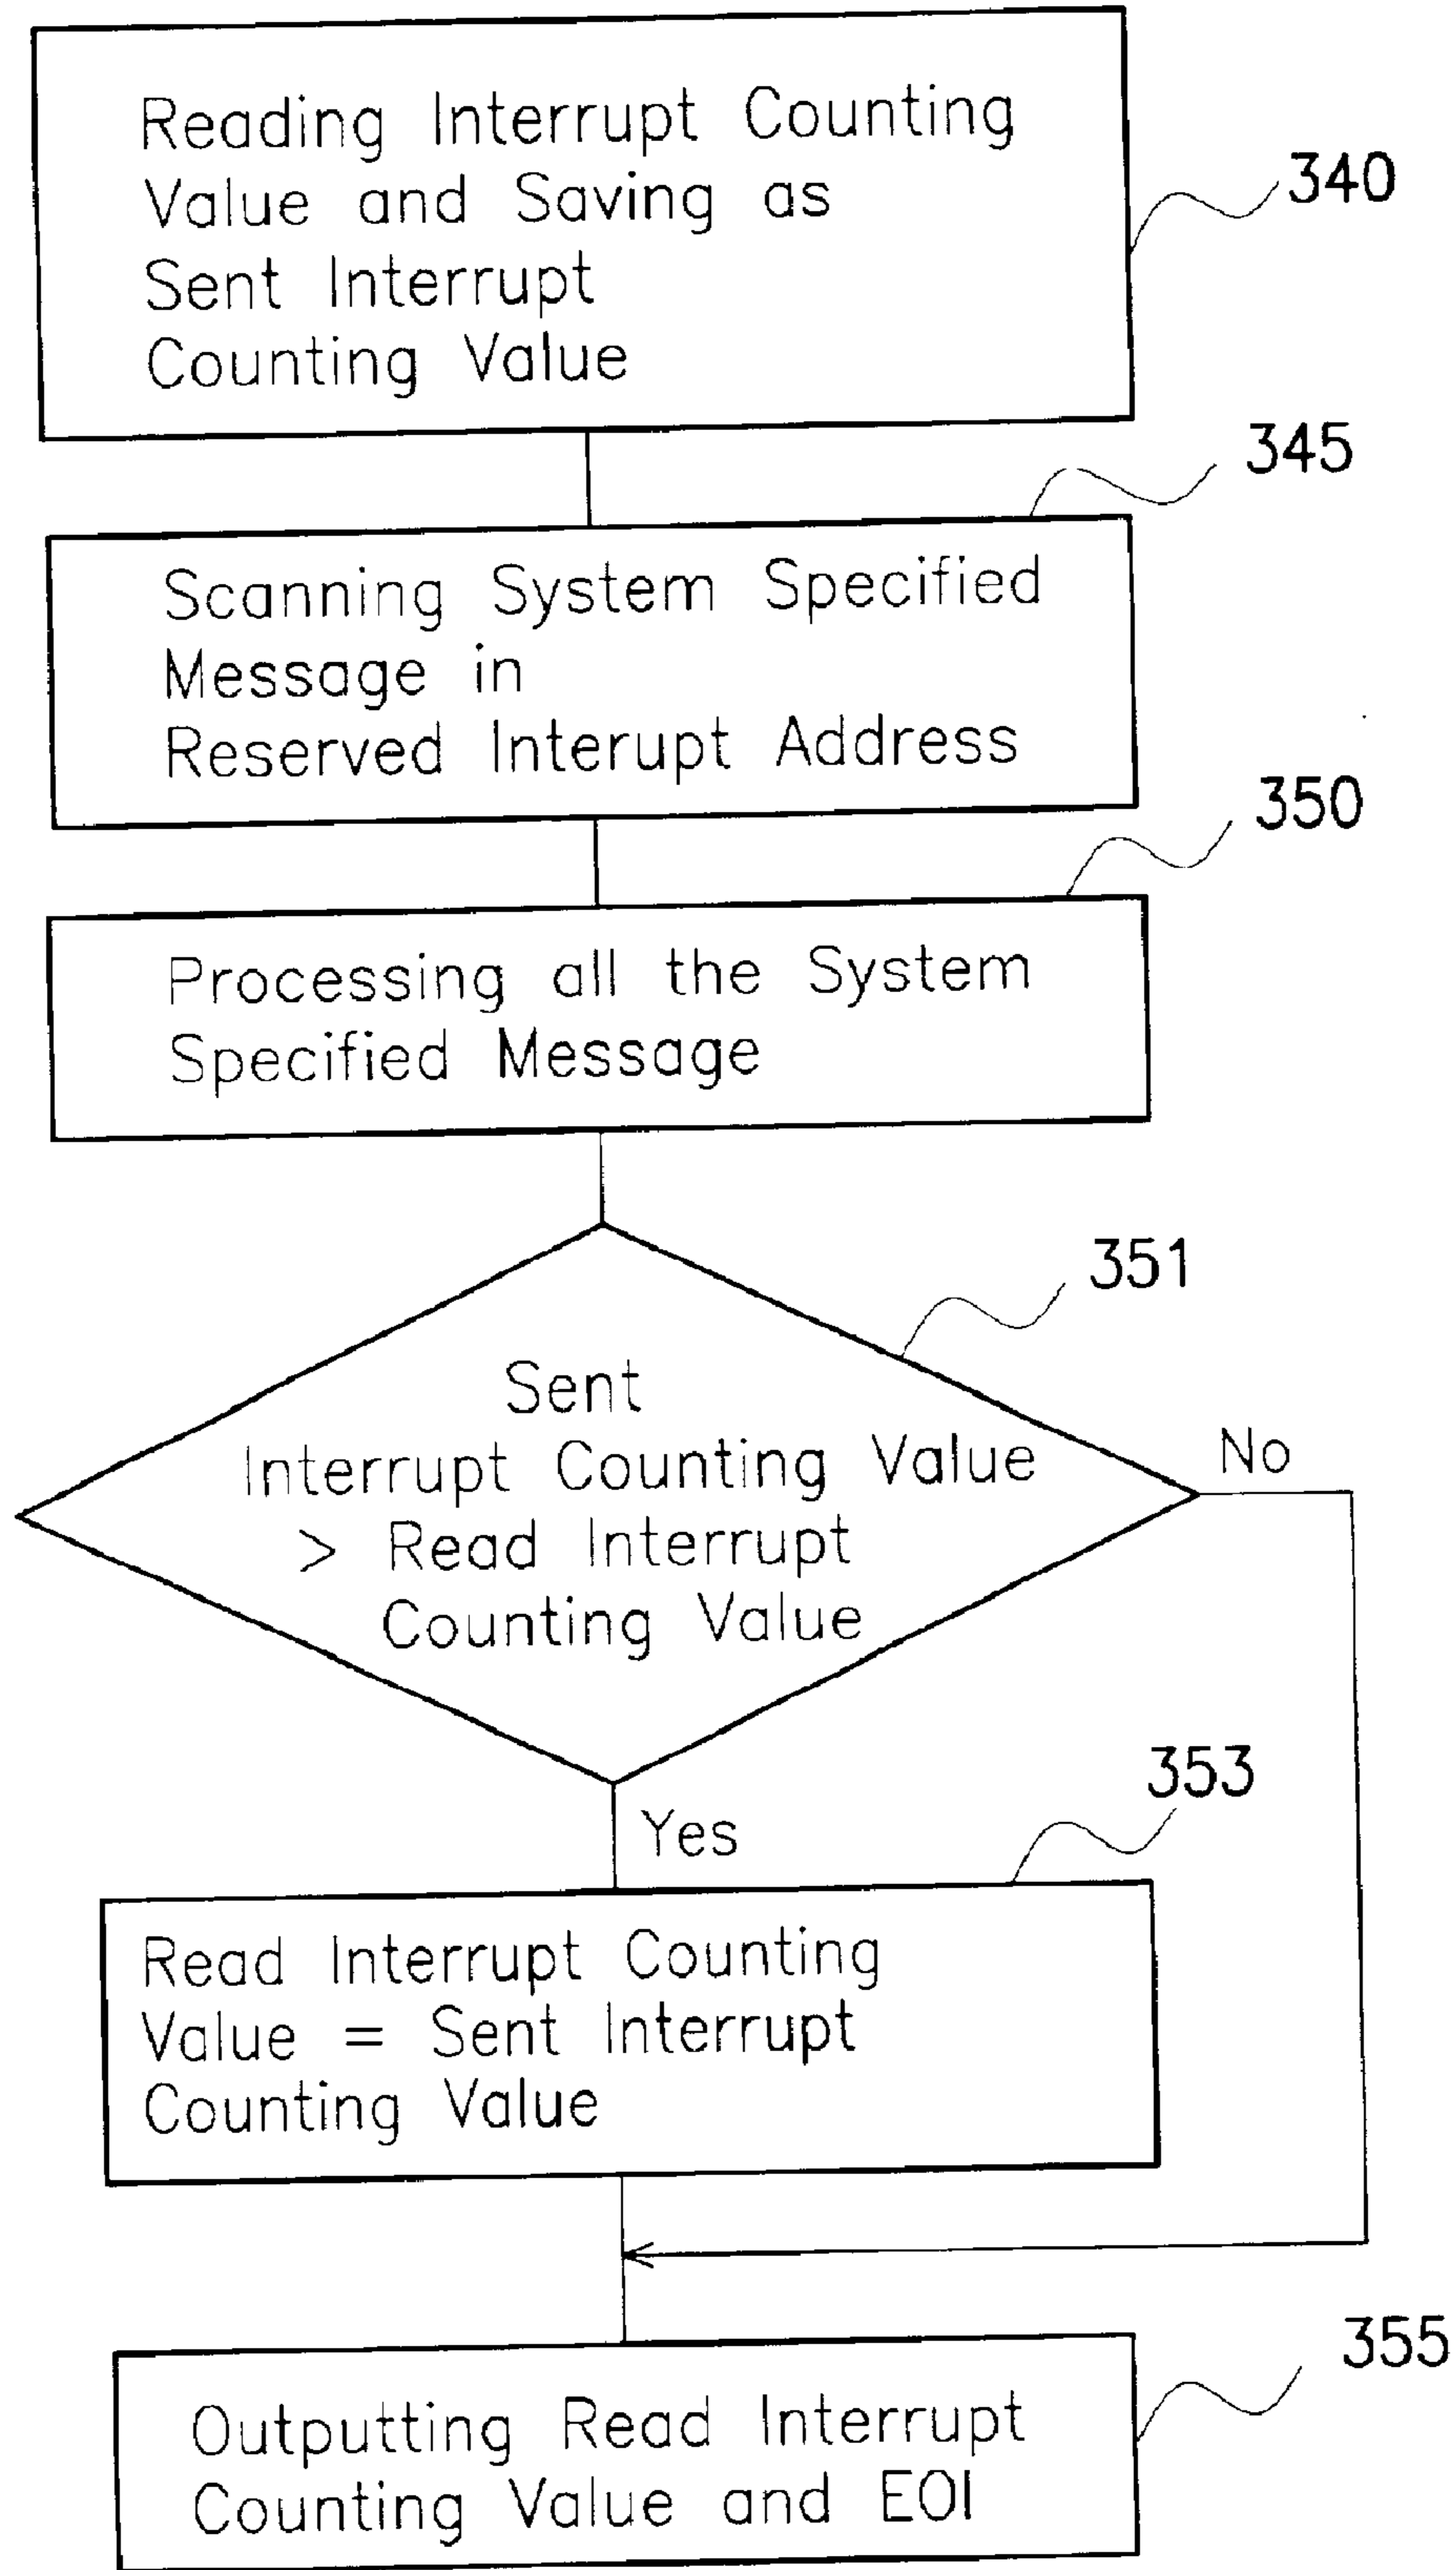 Reading Interrupt Counting
Value and Saving as
Sent Interrupt
Counting Value
340
345
Scanning System Specified
Message in
Reserved Interupt Address
350
Processing all the System
Specified Message
351
Sent
Interrupt Counting Value
> Read Interrupt
Counting Value
No
Yes
353
Read Interrupt Counting
Value = Sent Interrupt
Counting Value
355
Outputting Read Interrupt
Counting Value and EOI